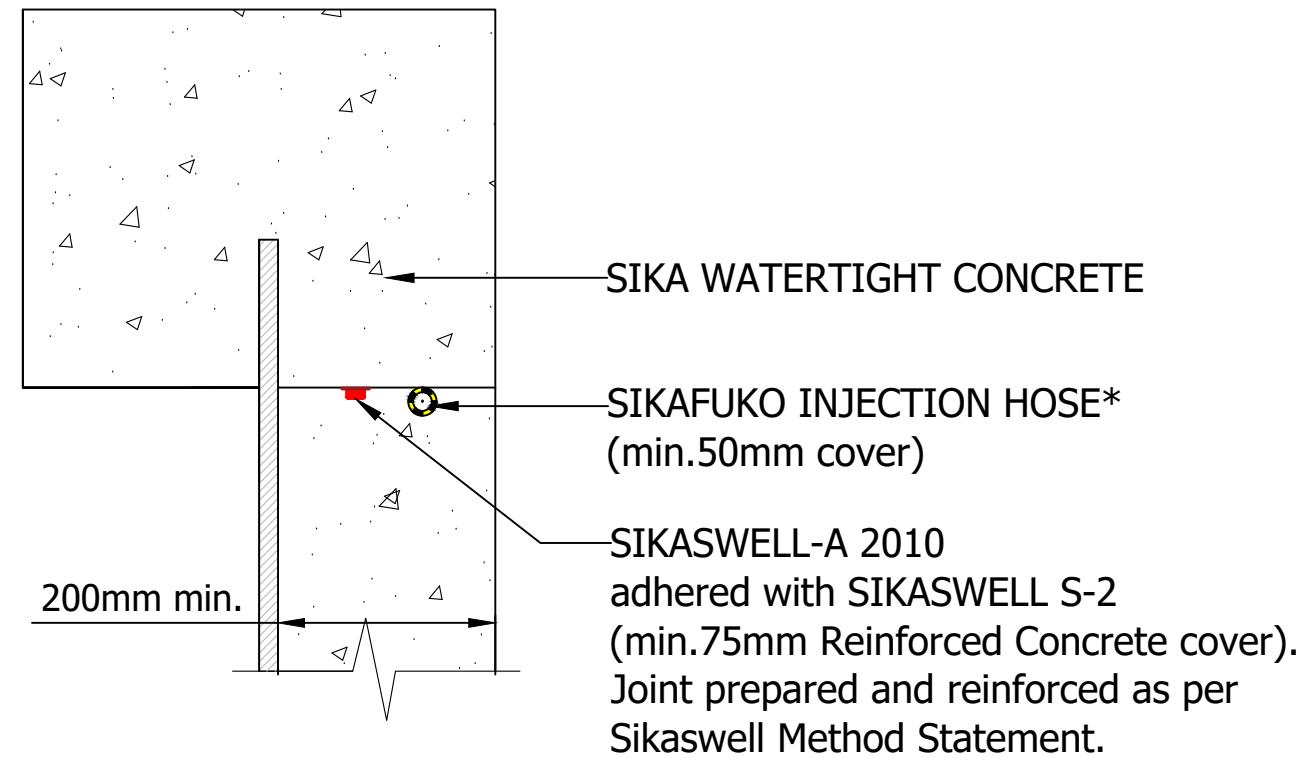 SIKA WATERTIGHT CONCRETE
SIKAFUKO INJECTION HOSE*
(min.50mm cover)
SIKASWELL-A 2010
adhered with SIKASWELL S-2
(min.75mm Reinforced Concrete cover).
Joint prepared and reinforced as per
Sikaswell Method Statement.
200mm min.